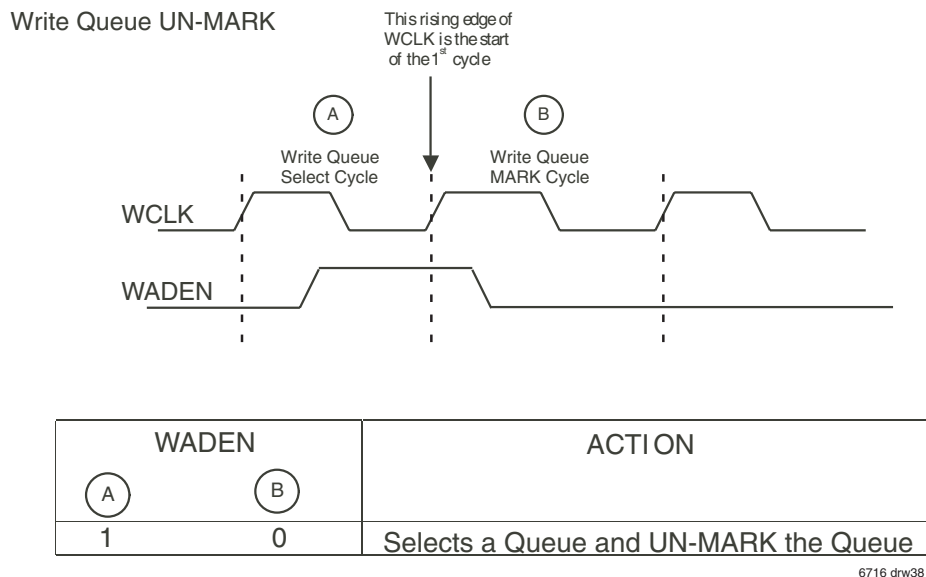 Write Queue UN-MARK
This rising edge of
WCLK is the start
of the 1st cycle
A
B
Write Queue
Select Cycle
Write Queue
MARK Cycle
WCLK
WADEN
WADEN
ACTION
A
B
1
0
Selects a Queue and UN-MARK the Queue
6716 drw38